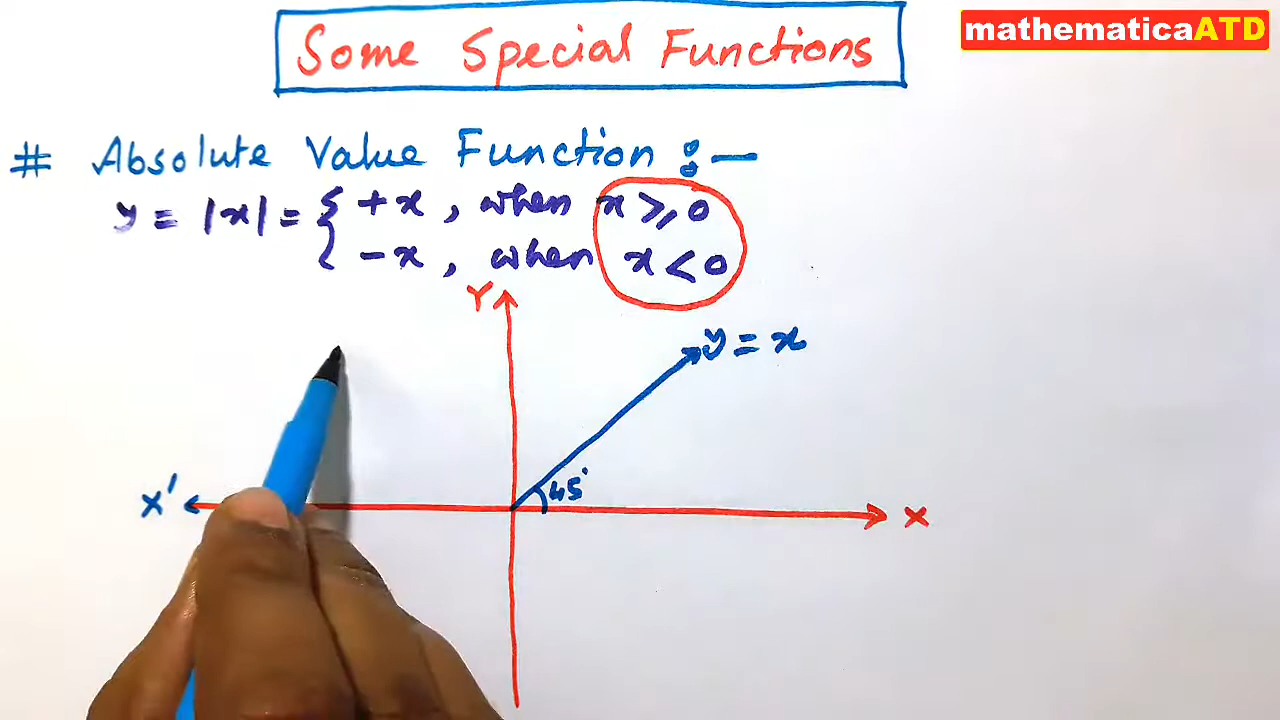 mathematicaATD
Some Special Functions
# Absolute Value Function :-
y = |x| = { +x , when x ≥ 0
-x , when x < 0
Y
y = x
45°
X'
X